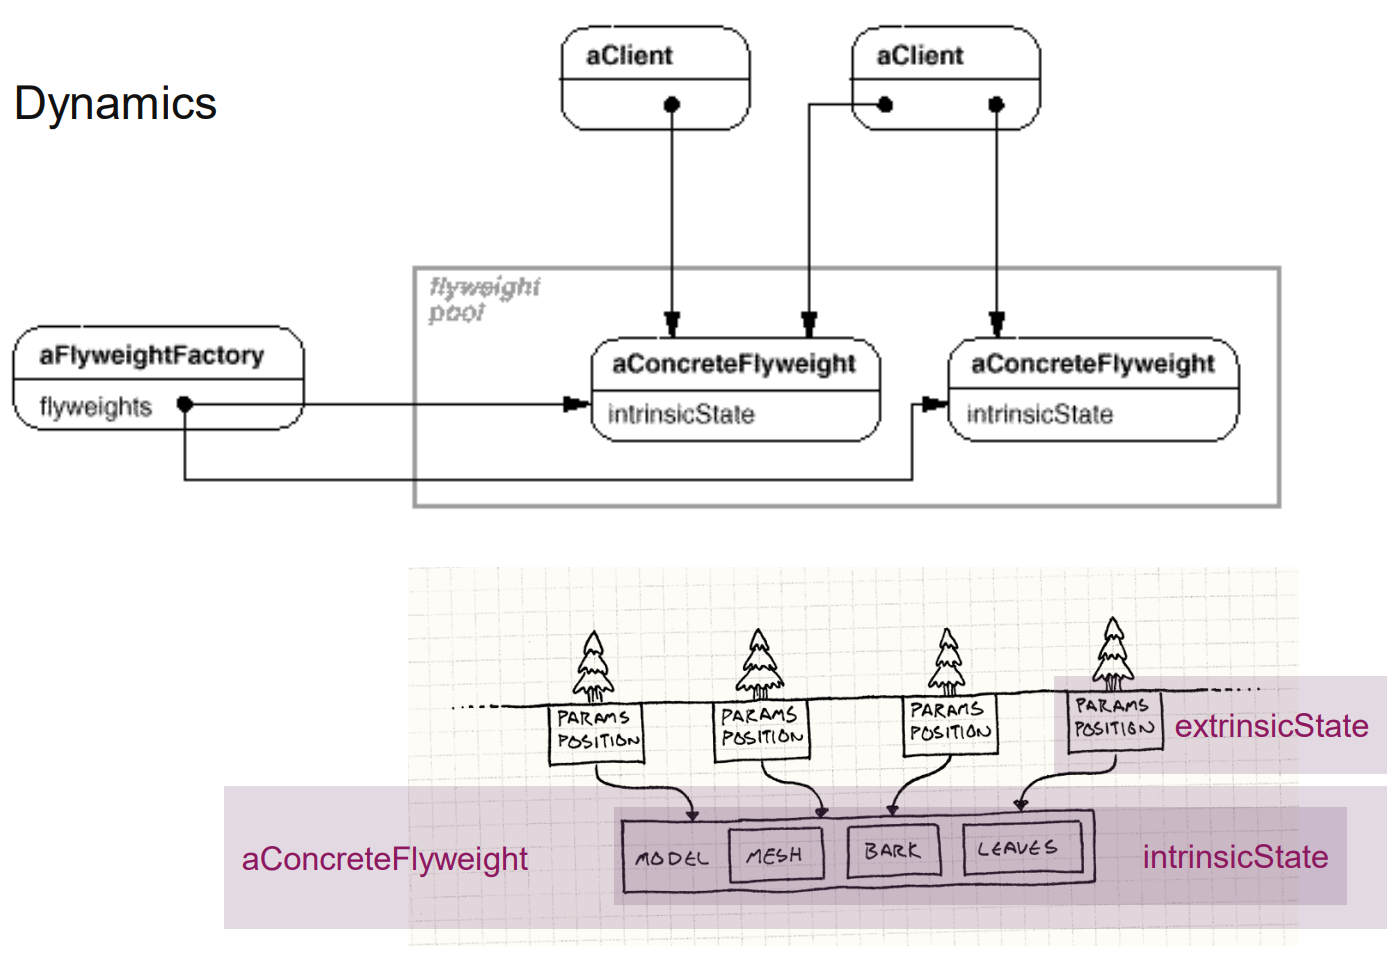 Dynamics
aClient
aClient
flyweight
pool
aFlyweightFactory
flyweights
aConcreteFlyweight
intrinsicState
aConcreteFlyweight
intrinsicState
PARAMS
POSITION
PARAMS
POSITION
PARAMS
POSITION
PARAMS
POSITION
extrinsicState
aConcreteFlyweight
MODEL
MESH
BARK
LEAVES
intrinsicState